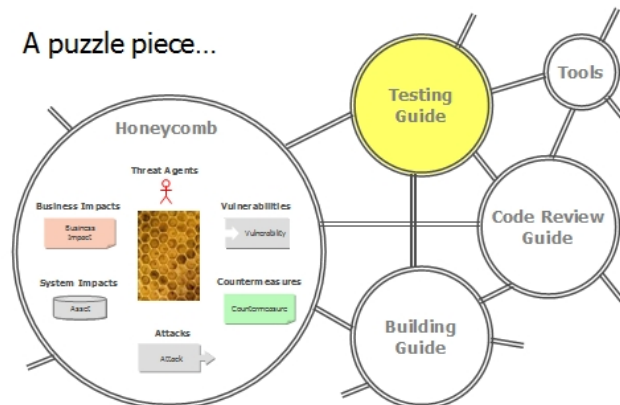 A puzzle piece...
Testing
Guide
Tools
Honeycomb
Threat Agents
Business Impacts
Vulnerabilities
Business
Impact
Vulnerability
Code Review
Guide
System Impacts
Countermeasures
Asset
Countermeasure
Attacks
Attack
Building
Guide